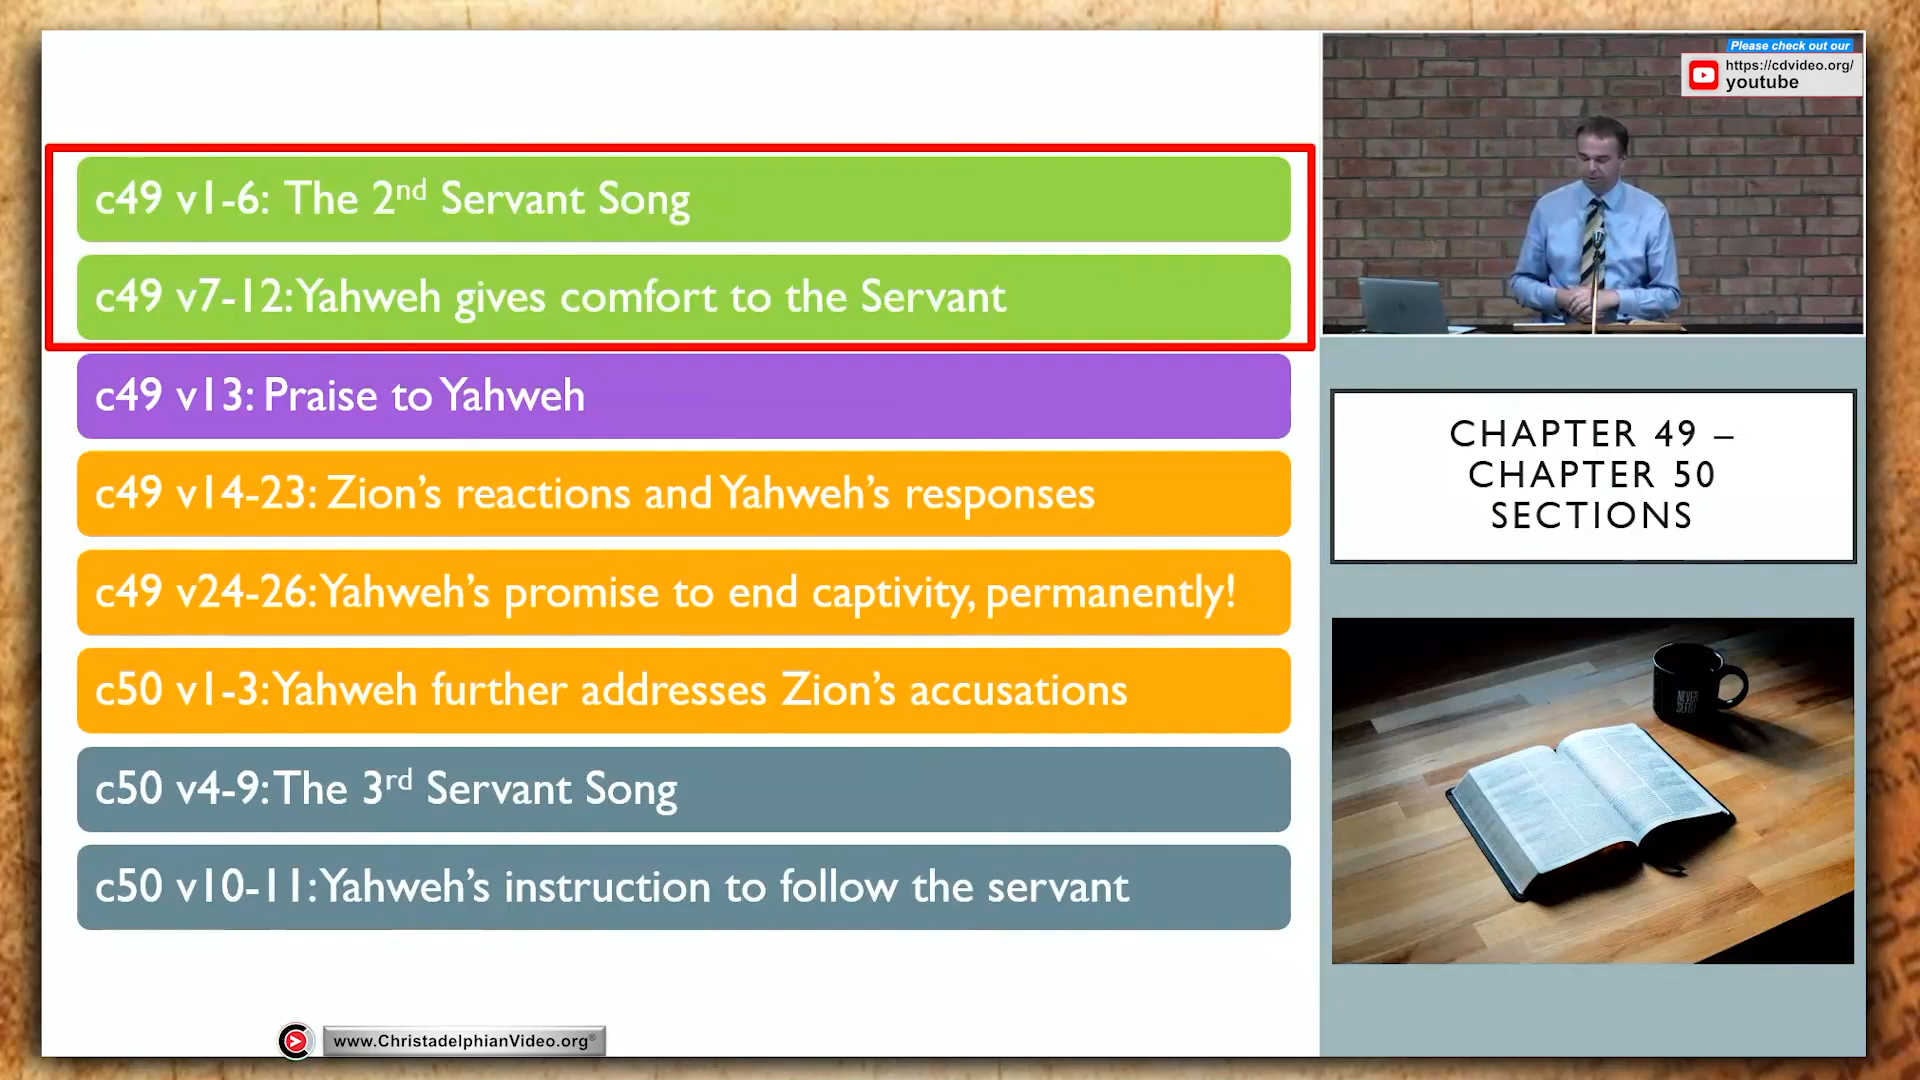 c49 v1-6: The 2nd Servant Song
c49 v7-12: Yahweh gives comfort to the Servant
c49 v13: Praise to Yahweh
c49 v14-23: Zion's reactions and Yahweh's responses
c49 v24-26: Yahweh's promise to end captivity, permanently!
c50 v1-3: Yahweh further addresses Zion's accusations
c50 v4-9: The 3rd Servant Song
c50 v10-11: Yahweh's instruction to follow the servant
www.ChristadelphianVideo.org®
Please check out our
https://cdvideo.org/
youtube
CHAPTER 49 –
CHAPTER 50
SECTIONS